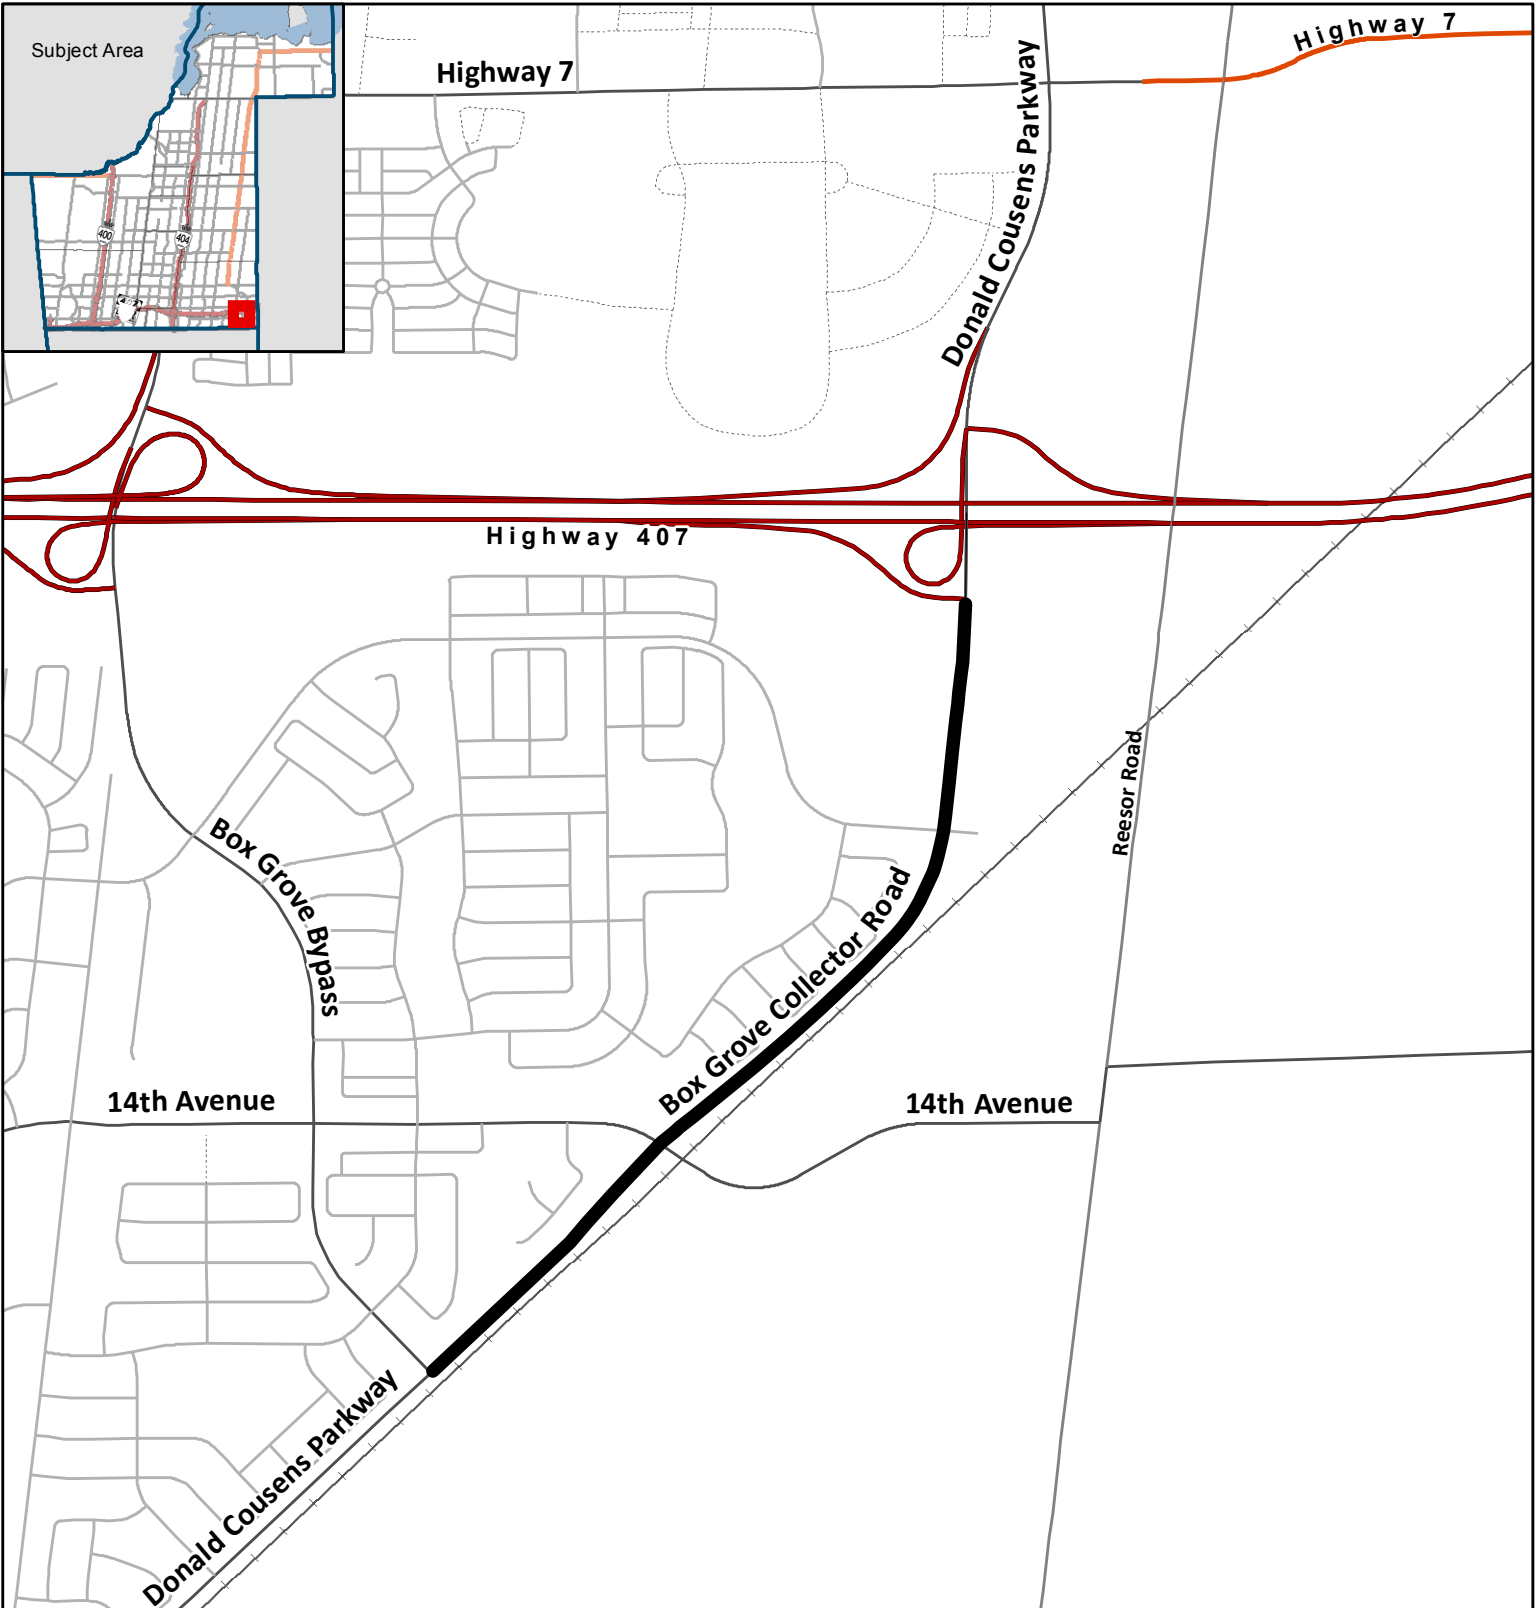 Subject Area
Highway 7
Highway 7
Donald Cousens Parkway
400
404
Highway 407
Reesor Road
Box Grove Bypass
Box Grove Collector Road
14th Avenue
14th Avenue
Donald Cousens Parkway